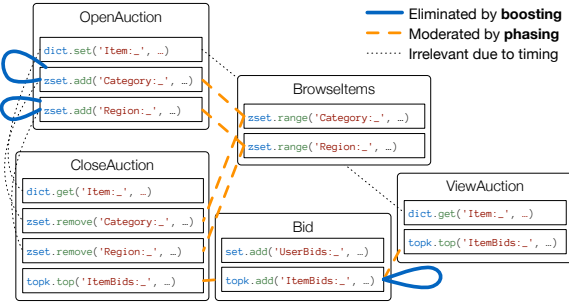 OpenAuction
dict.set('Item:_', …)
zset.add('Category:_', …)
zset.add('Region:_', …)
Eliminated by boosting
Moderated by phasing
Irrelevant due to timing
BrowseItems
zset.range('Category:_', …)
zset.range('Region:_', …)
CloseAuction
dict.get('Item:_', …)
zset.remove('Category:_', …)
zset.remove('Region:_', …)
topk.top('ItemBids:_', …)
Bid
set.add('UserBids:_', …)
topk.add('ItemBids:_', …)
ViewAuction
dict.get('Item:_', …)
topk.top('ItemBids:_', …)